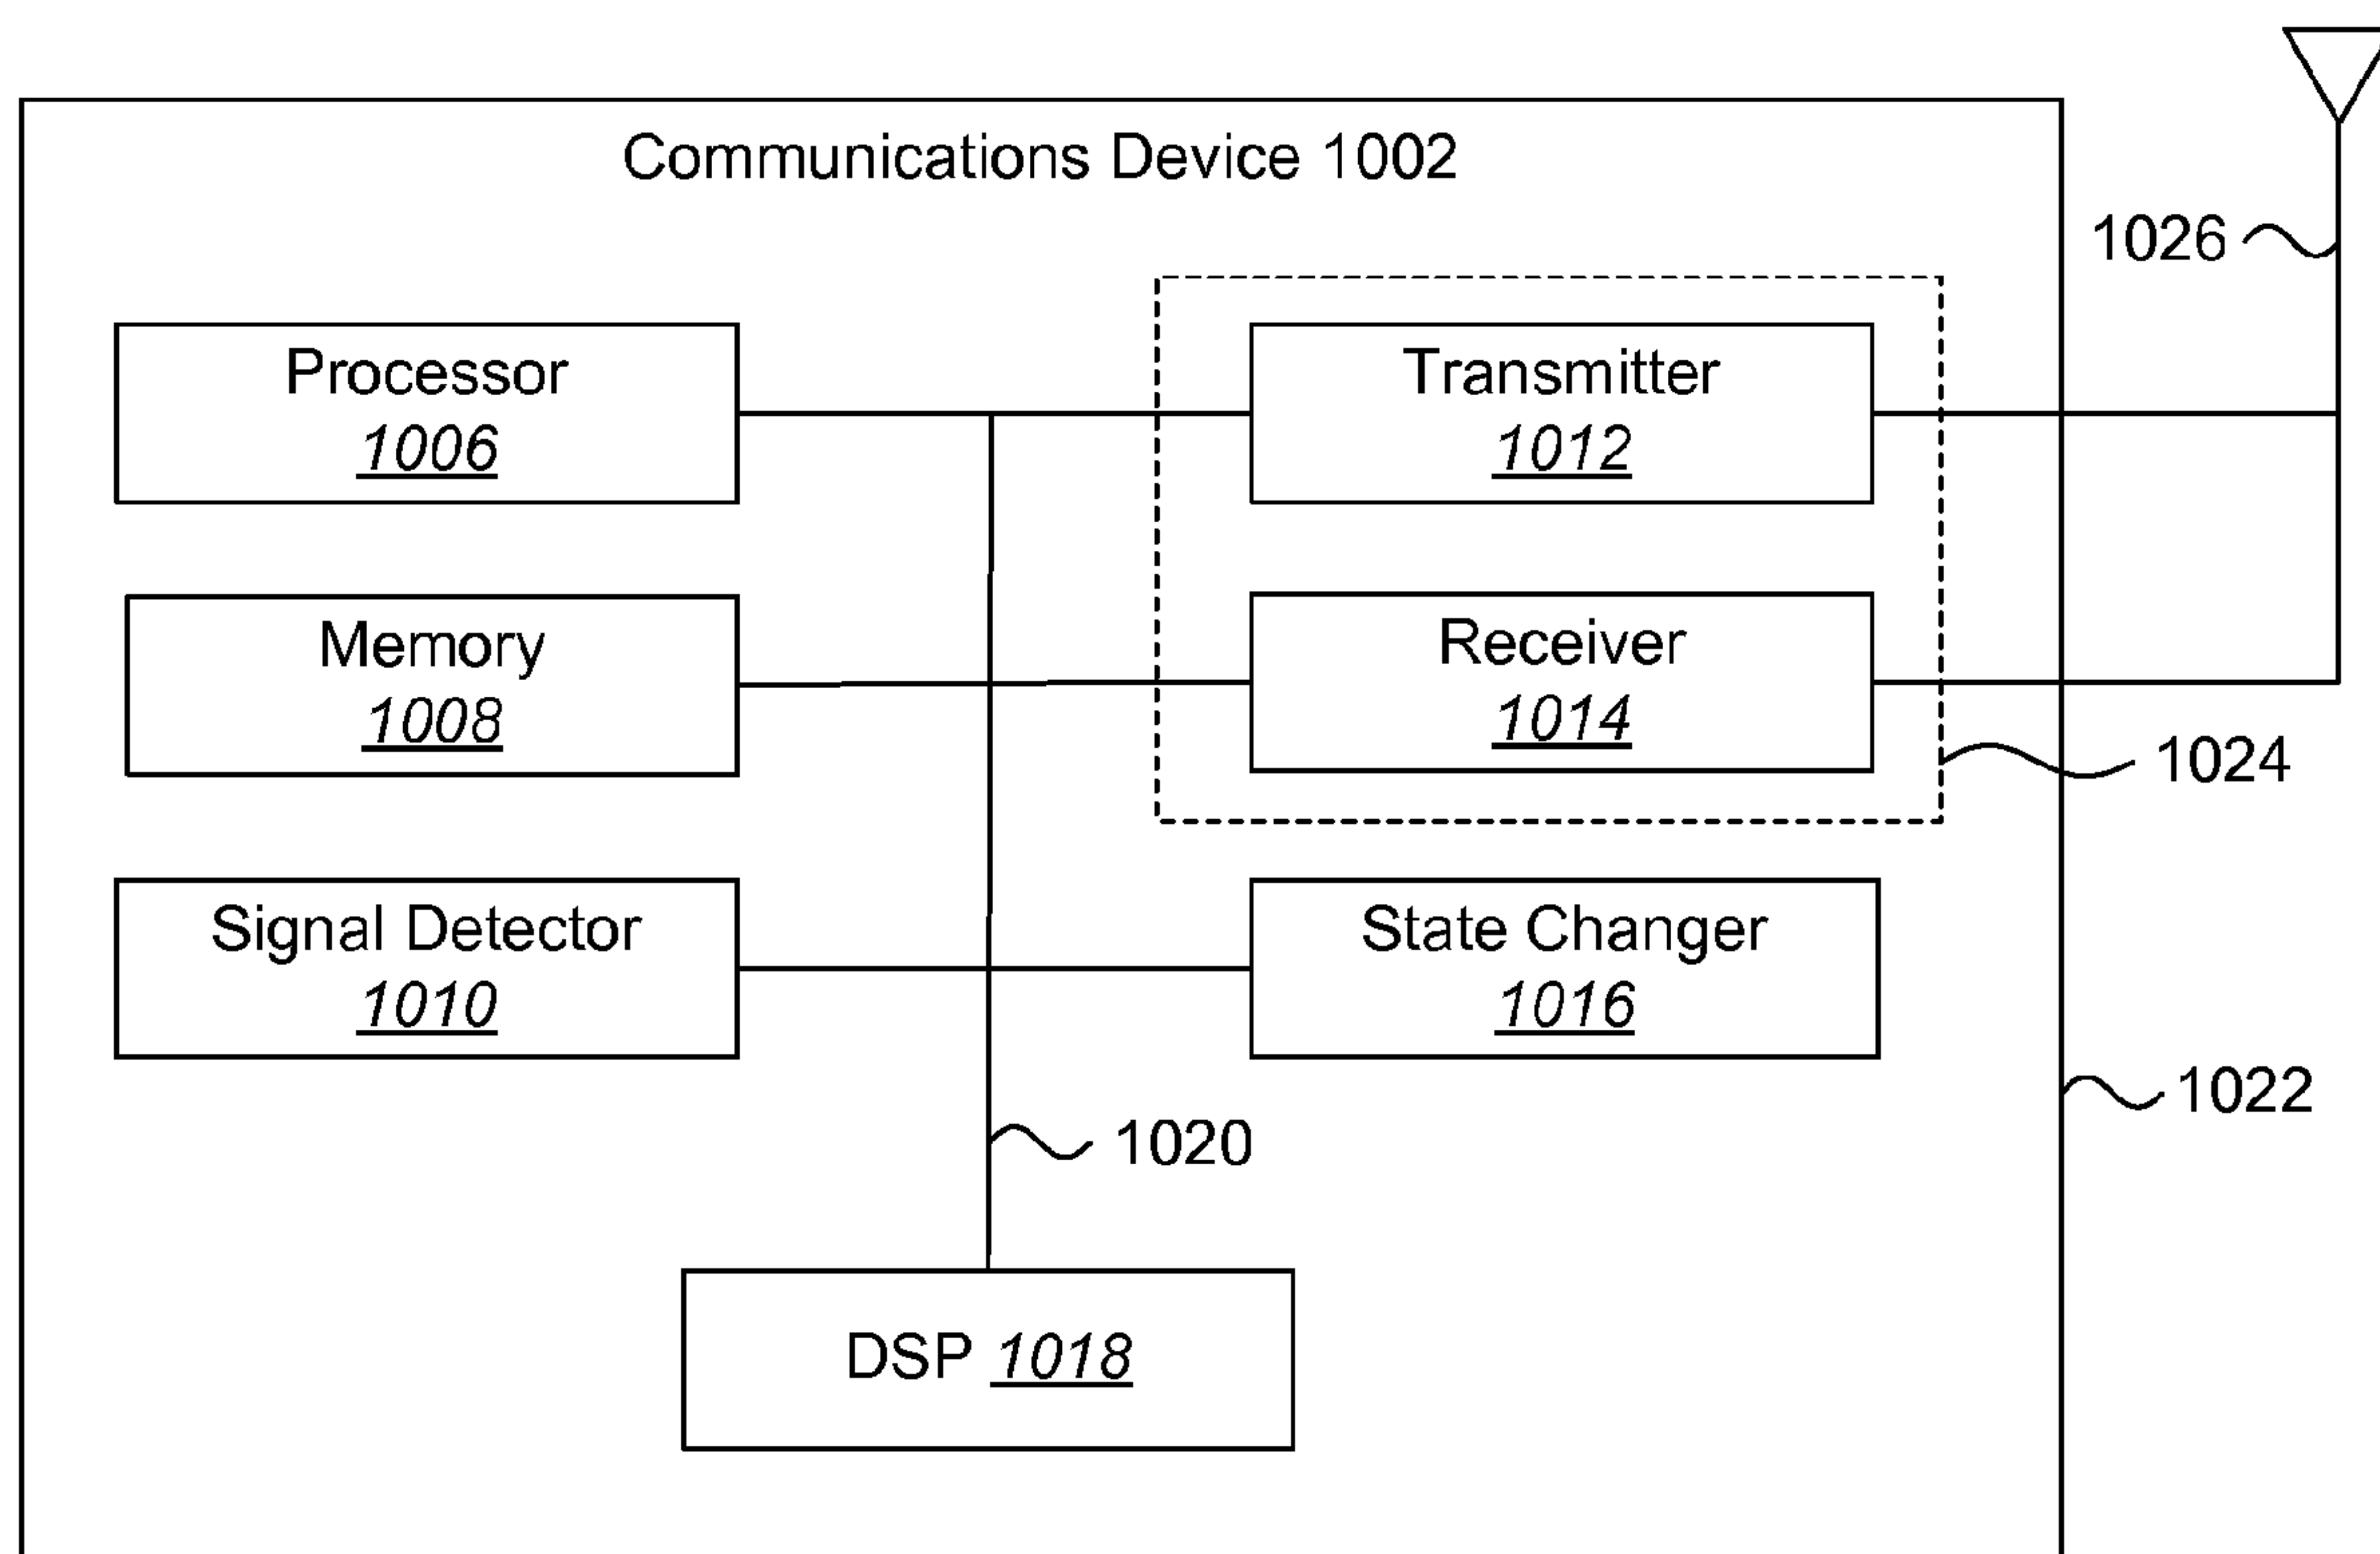 Communications Device 1002
1026
Processor
1006
Transmitter
1012
Memory
1008
Receiver
1014
1024
Signal Detector
1010
State Changer
1016
1022
1020
DSP 1018